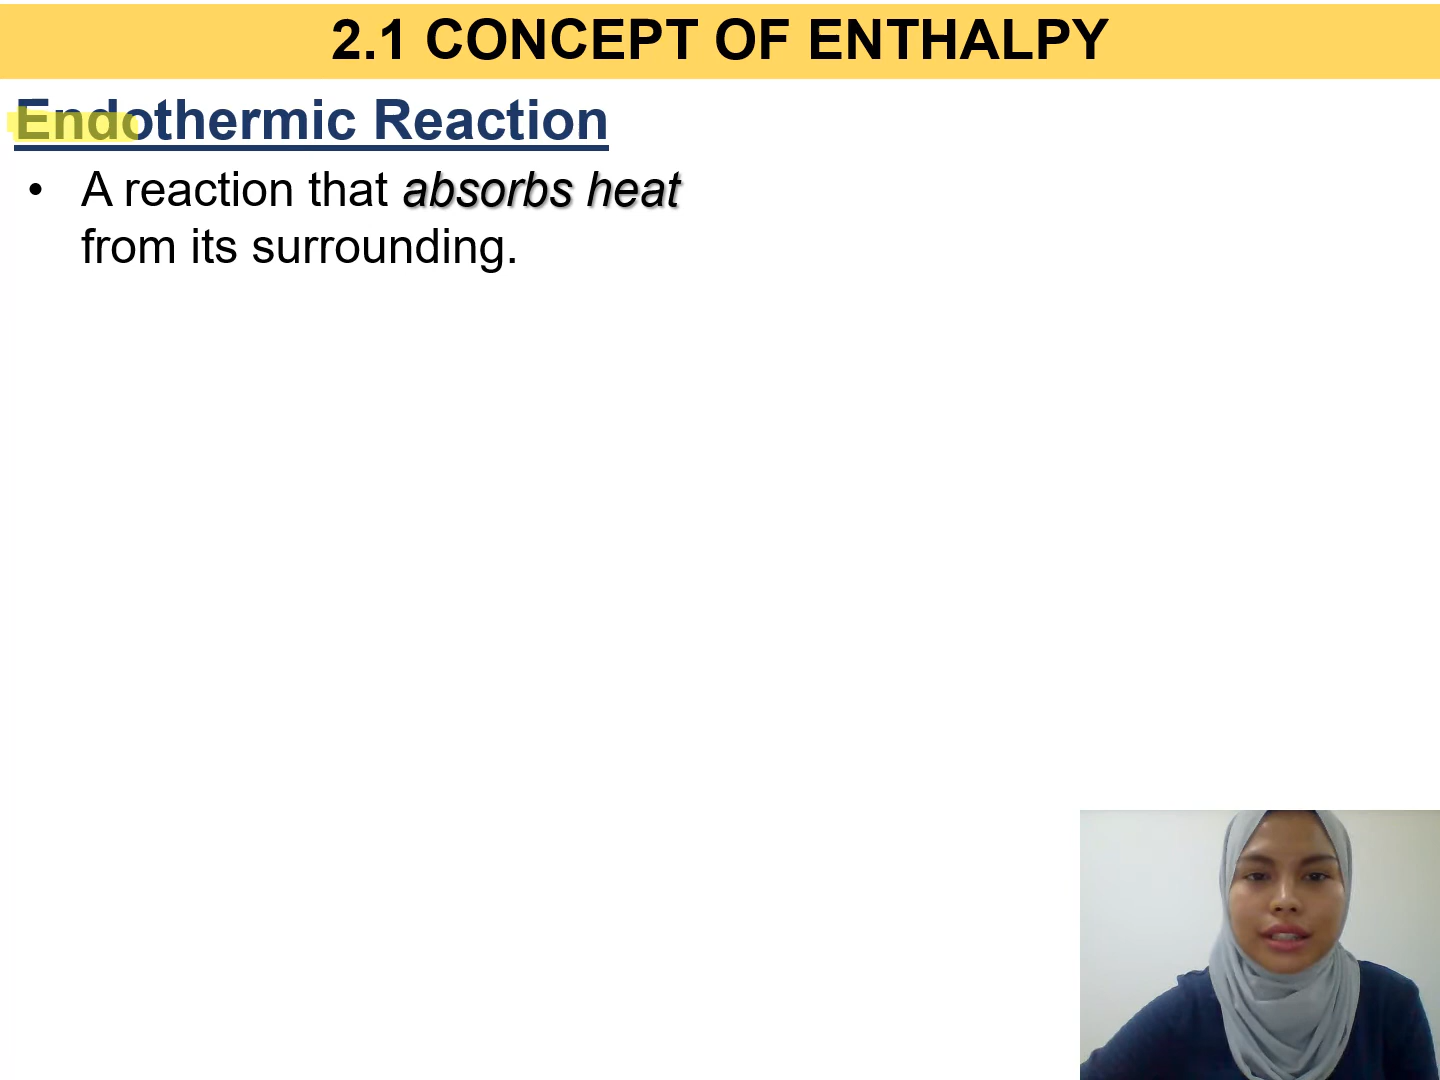 2.1 CONCEPT OF ENTHALPY
Endothermic Reaction
• A reaction that absorbs heat
from its surrounding.